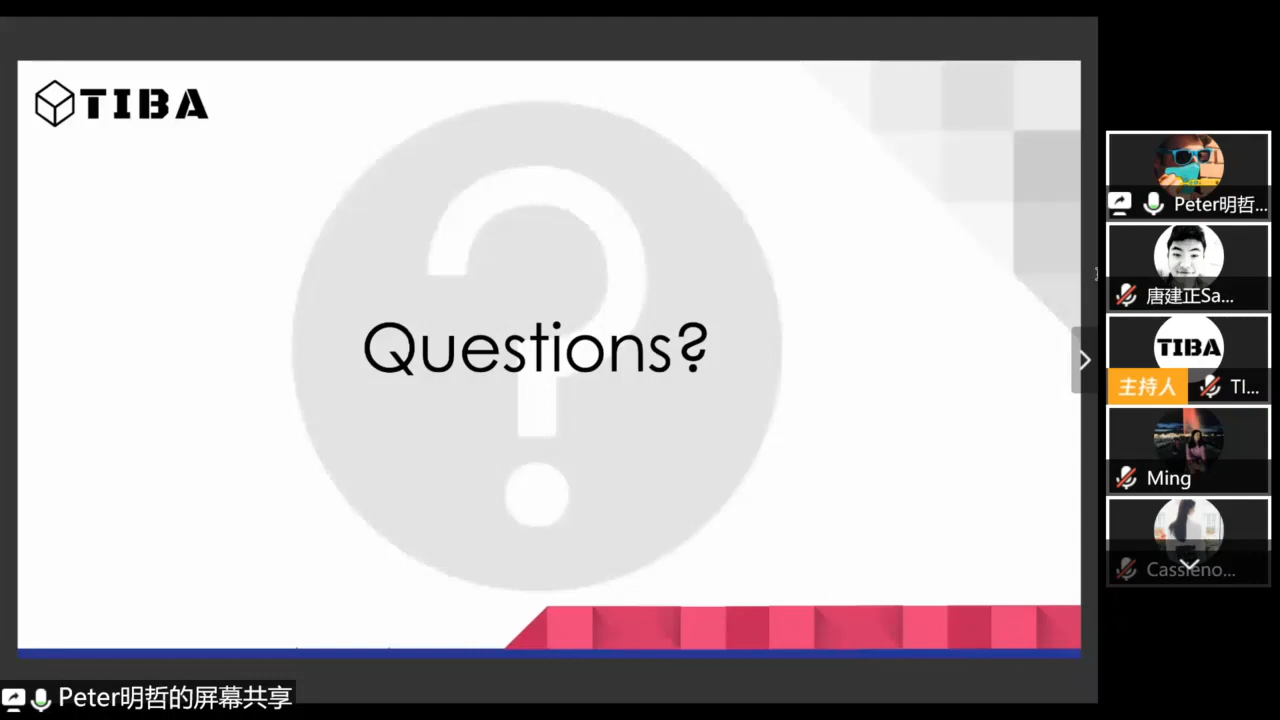 TIBA
Questions?
Peter明哲...
唐建正Sa...
TIBA
主持人 TI...
Ming
Cassieno...
Peter明哲的屏幕共享